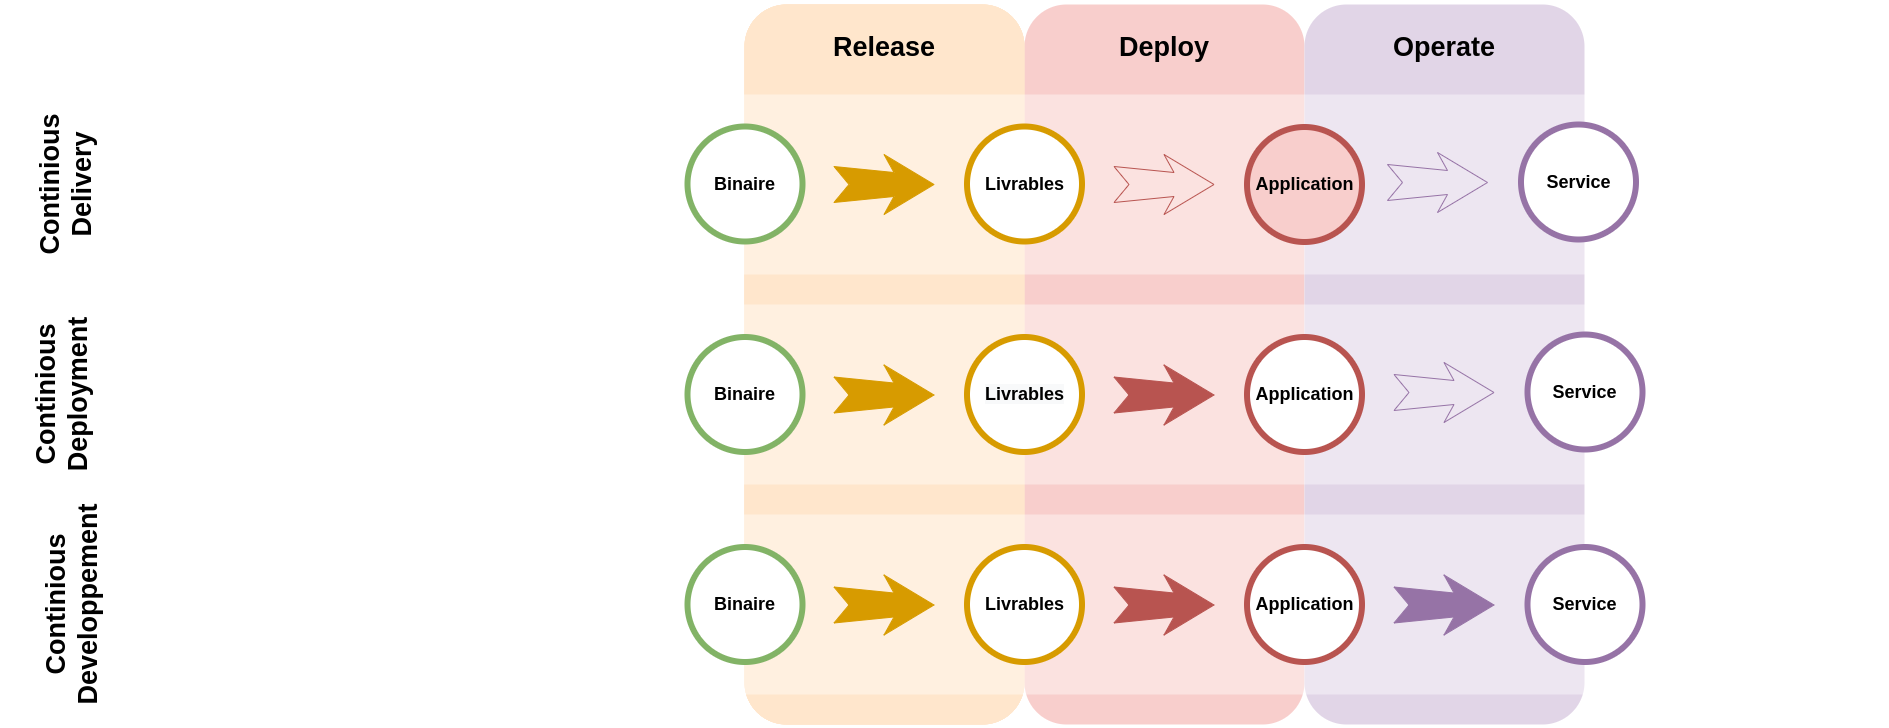 Release
Deploy
Operate
Continious
Delivery
Binaire
Livrables
Application
Service
Continious
Deployment
Binaire
Livrables
Application
Service
Continious
Developpement
Binaire
Livrables
Application
Service